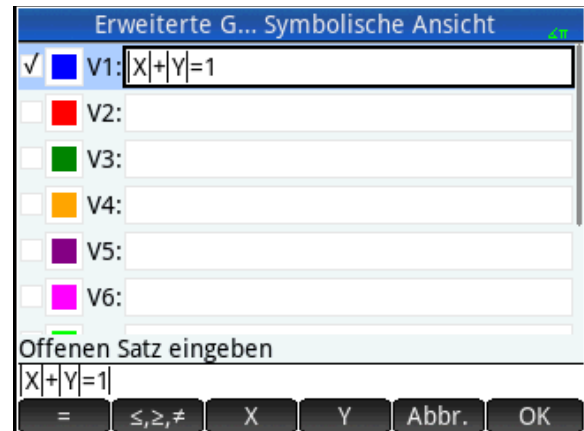 Erweiterte G... Symbolische Ansicht ∡π
√ V1: |X|+|Y|=1
V2:
V3:
V4:
V5:
V6:
Offenen Satz eingeben
|X|+|Y|=1
= ≤,≥,≠ X Y Abbr. OK